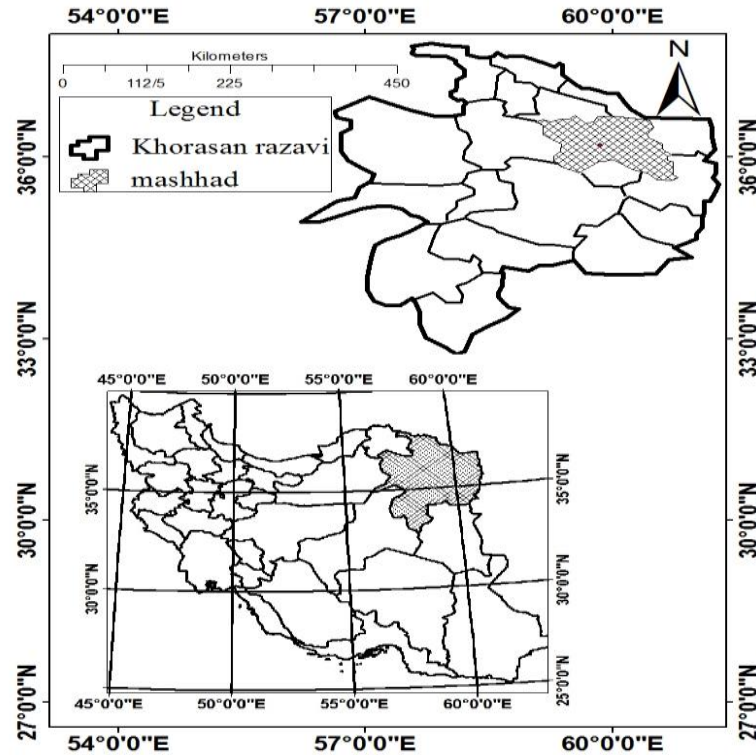 54°0'0"E 57°0'0"E 60°0'0"E
N
Kilometers
0 112/5 225 450
Legend
Khorasan razavi
mashhad
36°0'0"N 36°0'0"N
33°0'0"N 33°0'0"N
45°0'0"E 50°0'0"E 55°0'0"E 60°0'0"E
35°0'0"N 35°0'0"N
30°0'0"N 30°0'0"N
30°0'0"N 30°0'0"N
25°0'0"N
45°0'0"E 50°0'0"E 55°0'0"E 60°0'0"E
27°0'0"N 27°0'0"N
54°0'0"E 57°0'0"E 60°0'0"E